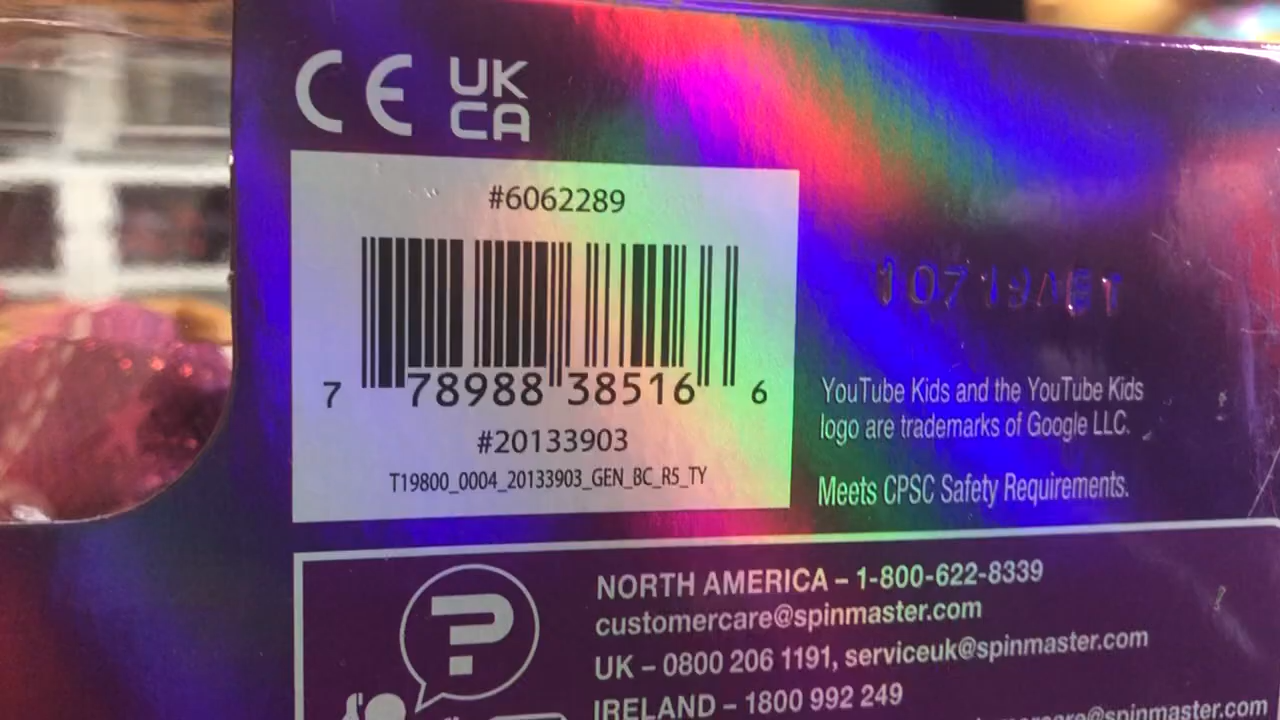 CE UK
CA
#6062289
7 78988 38516 6
#20133903
T19800_0004_20133903_GEN_BC_R5_TY
YouTube Kids and the YouTube Kids
logo are trademarks of Google LLC.
Meets CPSC Safety Requirements.
?
NORTH AMERICA – 1-800-622-8339
customercare@spinmaster.com
UK – 0800 206 1191, serviceuk@spinmaster.com
IRELAND – 1800 992 249
@spinmaster.com